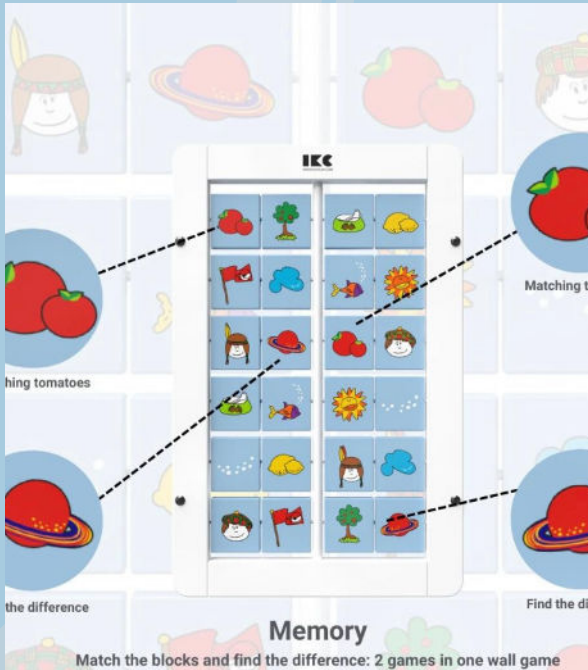 IKC
Matching t
hing tomatoes
the difference
Find the di
Memory
Match the blocks and find the difference: 2 games in one wall game